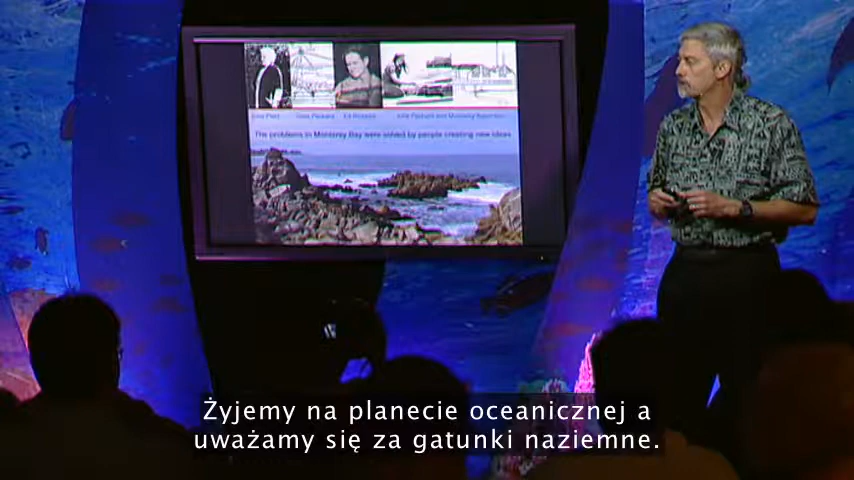 The problems in Monterey Bay were solved by people creating new ideas
Żyjemy na planecie oceanicznej a
uważamy się za gatunki naziemne.